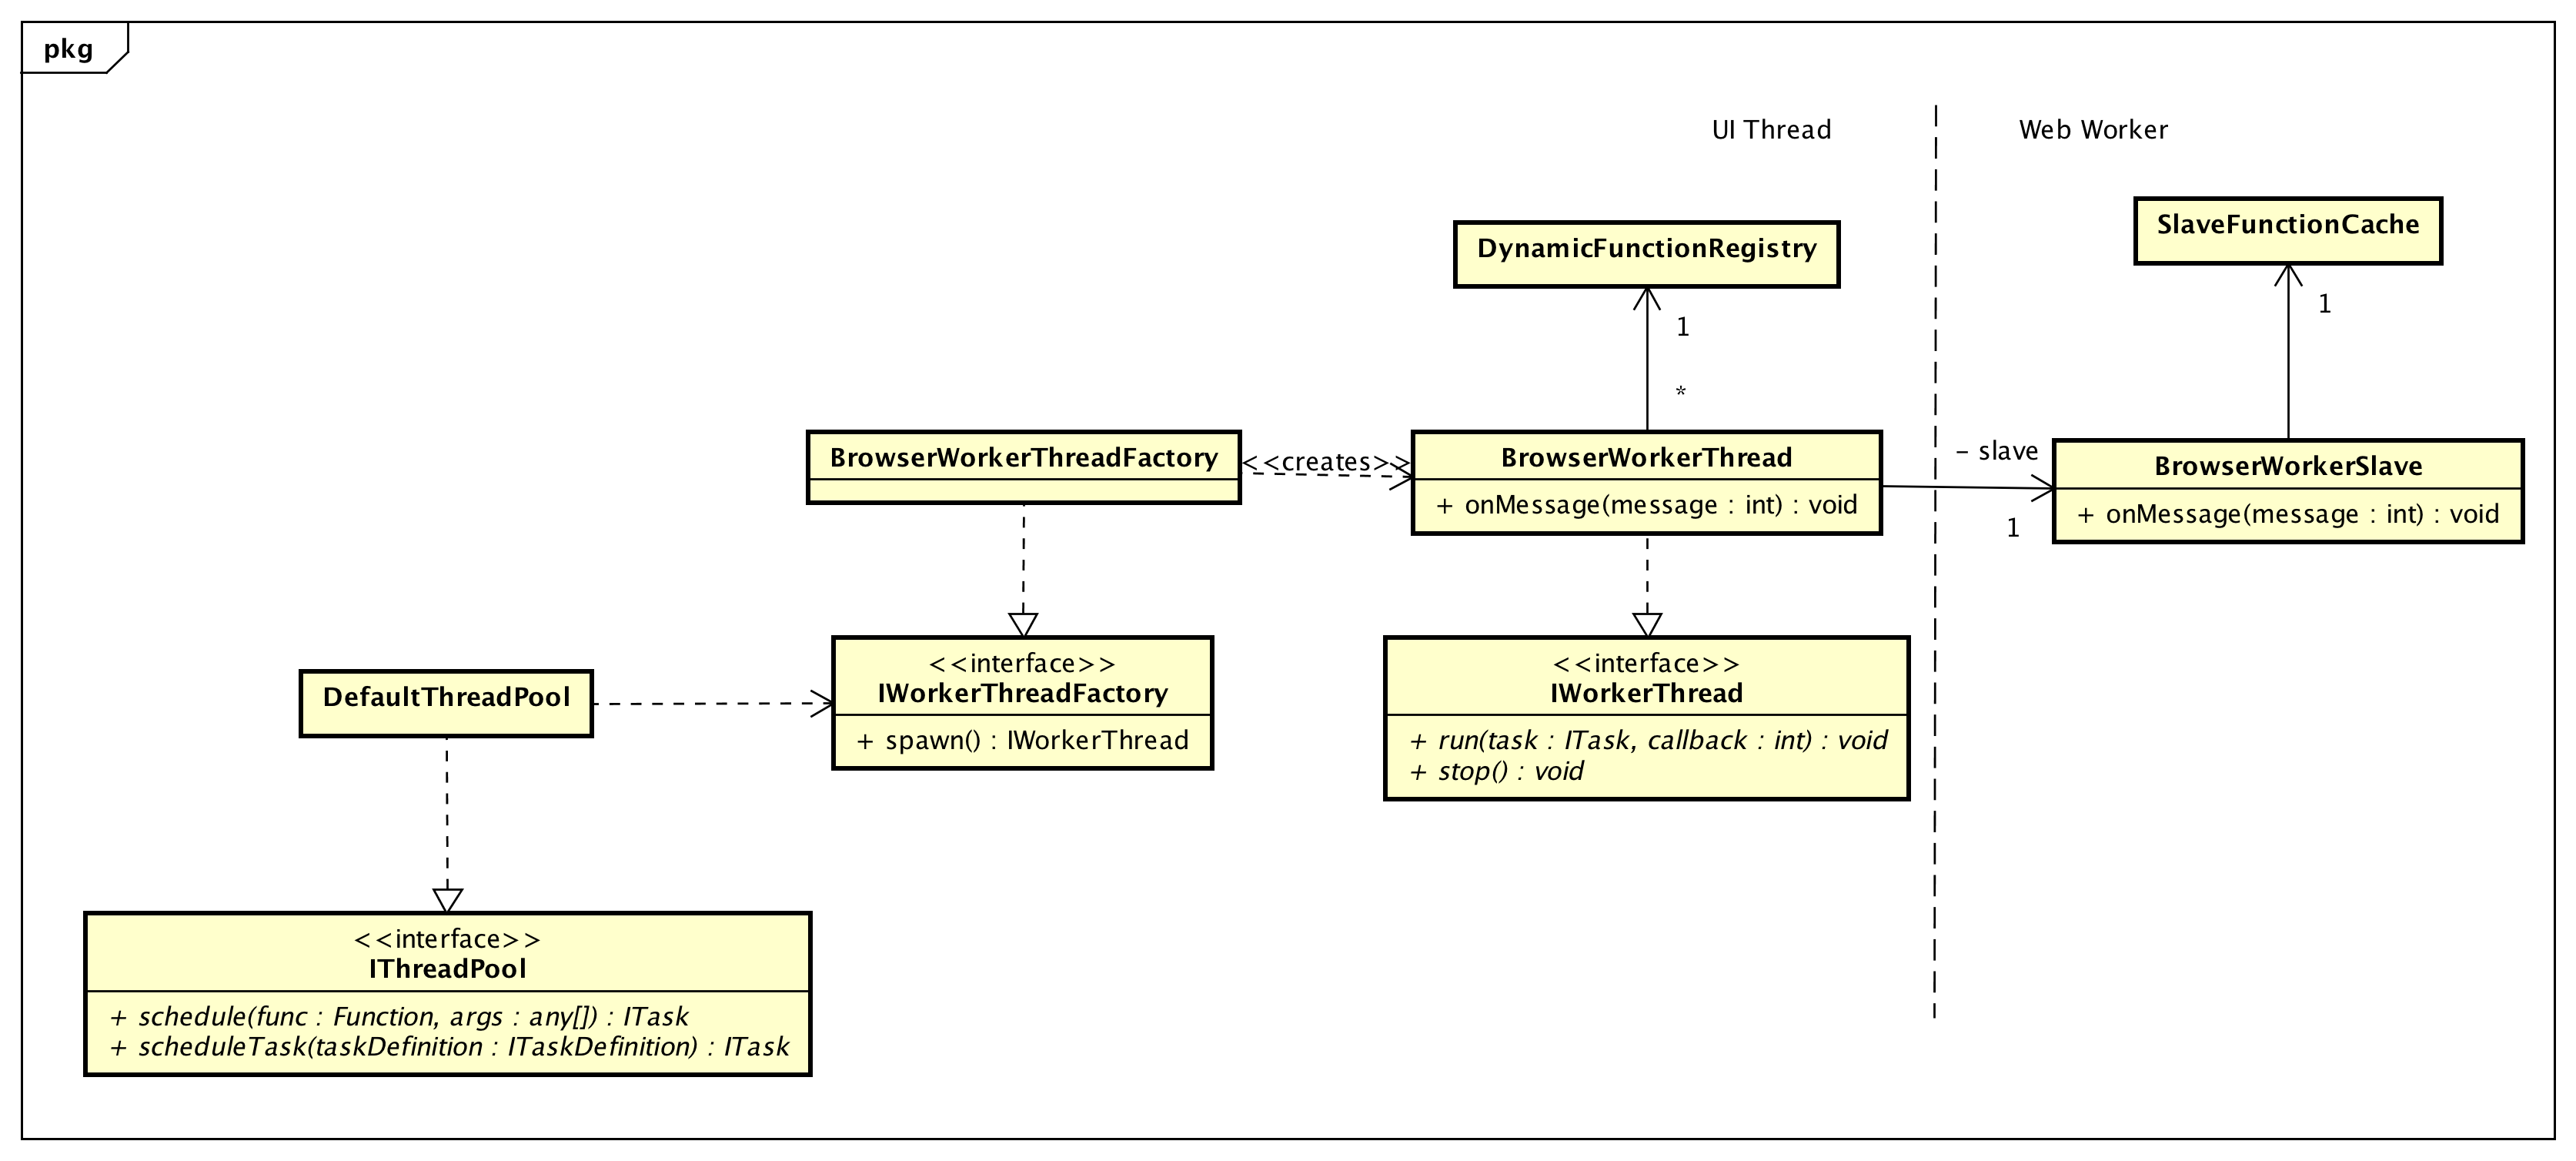 pkg
UI Thread
Web Worker
SlaveFunctionCache
DynamicFunctionRegistry
1
1
*
BrowserWorkerThreadFactory
<<creates>>
BrowserWorkerThread
+ onMessage(message : int) : void
– slave
1
BrowserWorkerSlave
+ onMessage(message : int) : void
DefaultThreadPool
<<interface>>
IWorkerThreadFactory
+ spawn() : IWorkerThread
<<interface>>
IWorkerThread
+ run(task : ITask, callback : int) : void
+ stop() : void
<<interface>>
IThreadPool
+ schedule(func : Function, args : any[]) : ITask
+ scheduleTask(taskDefinition : ITaskDefinition) : ITask